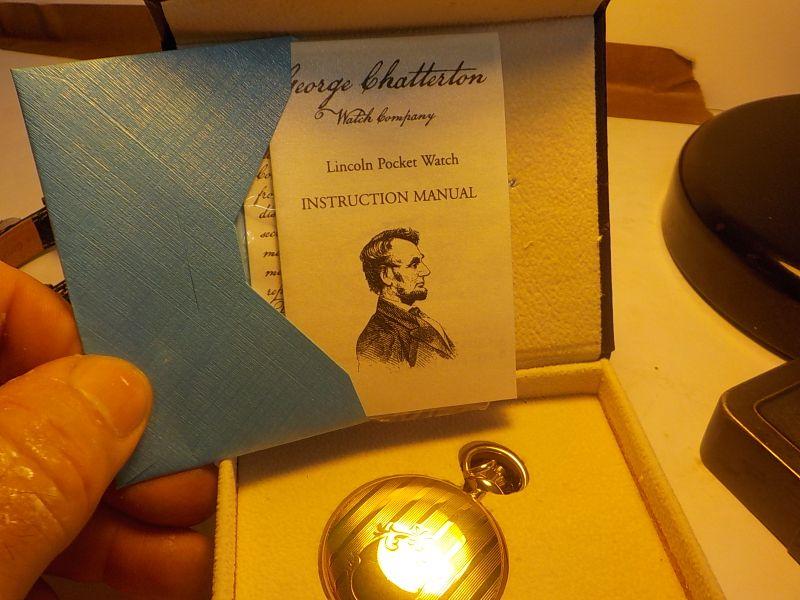 George Chatterton
Watch Company
Lincoln Pocket Watch
INSTRUCTION MANUAL